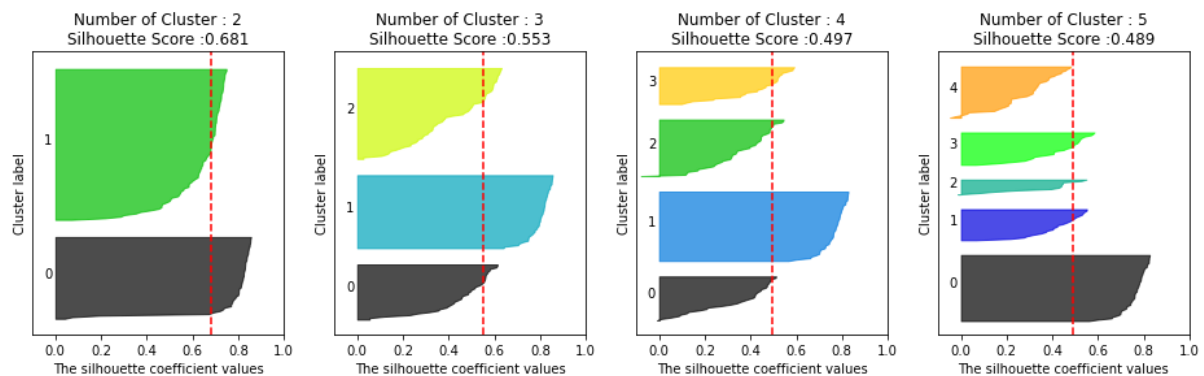 Number of Cluster : 2
Silhouette Score :0.681
Cluster label
1
0
0.0 0.2 0.4 0.6 0.8 1.0
The silhouette coefficient values
Number of Cluster : 3
Silhouette Score :0.553
Cluster label
2
1
0
0.0 0.2 0.4 0.6 0.8 1.0
The silhouette coefficient values
Number of Cluster : 4
Silhouette Score :0.497
Cluster label
3
2
1
0
0.0 0.2 0.4 0.6 0.8 1.0
The silhouette coefficient values
Number of Cluster : 5
Silhouette Score :0.489
Cluster label
4
3
2
1
0
0.0 0.2 0.4 0.6 0.8 1.0
The silhouette coefficient values